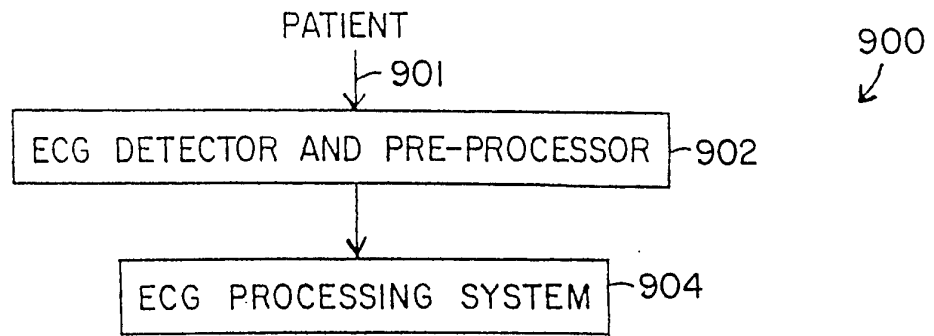 PATIENT
900
901
ECG DETECTOR AND PRE-PROCESSOR
902
ECG PROCESSING SYSTEM
904